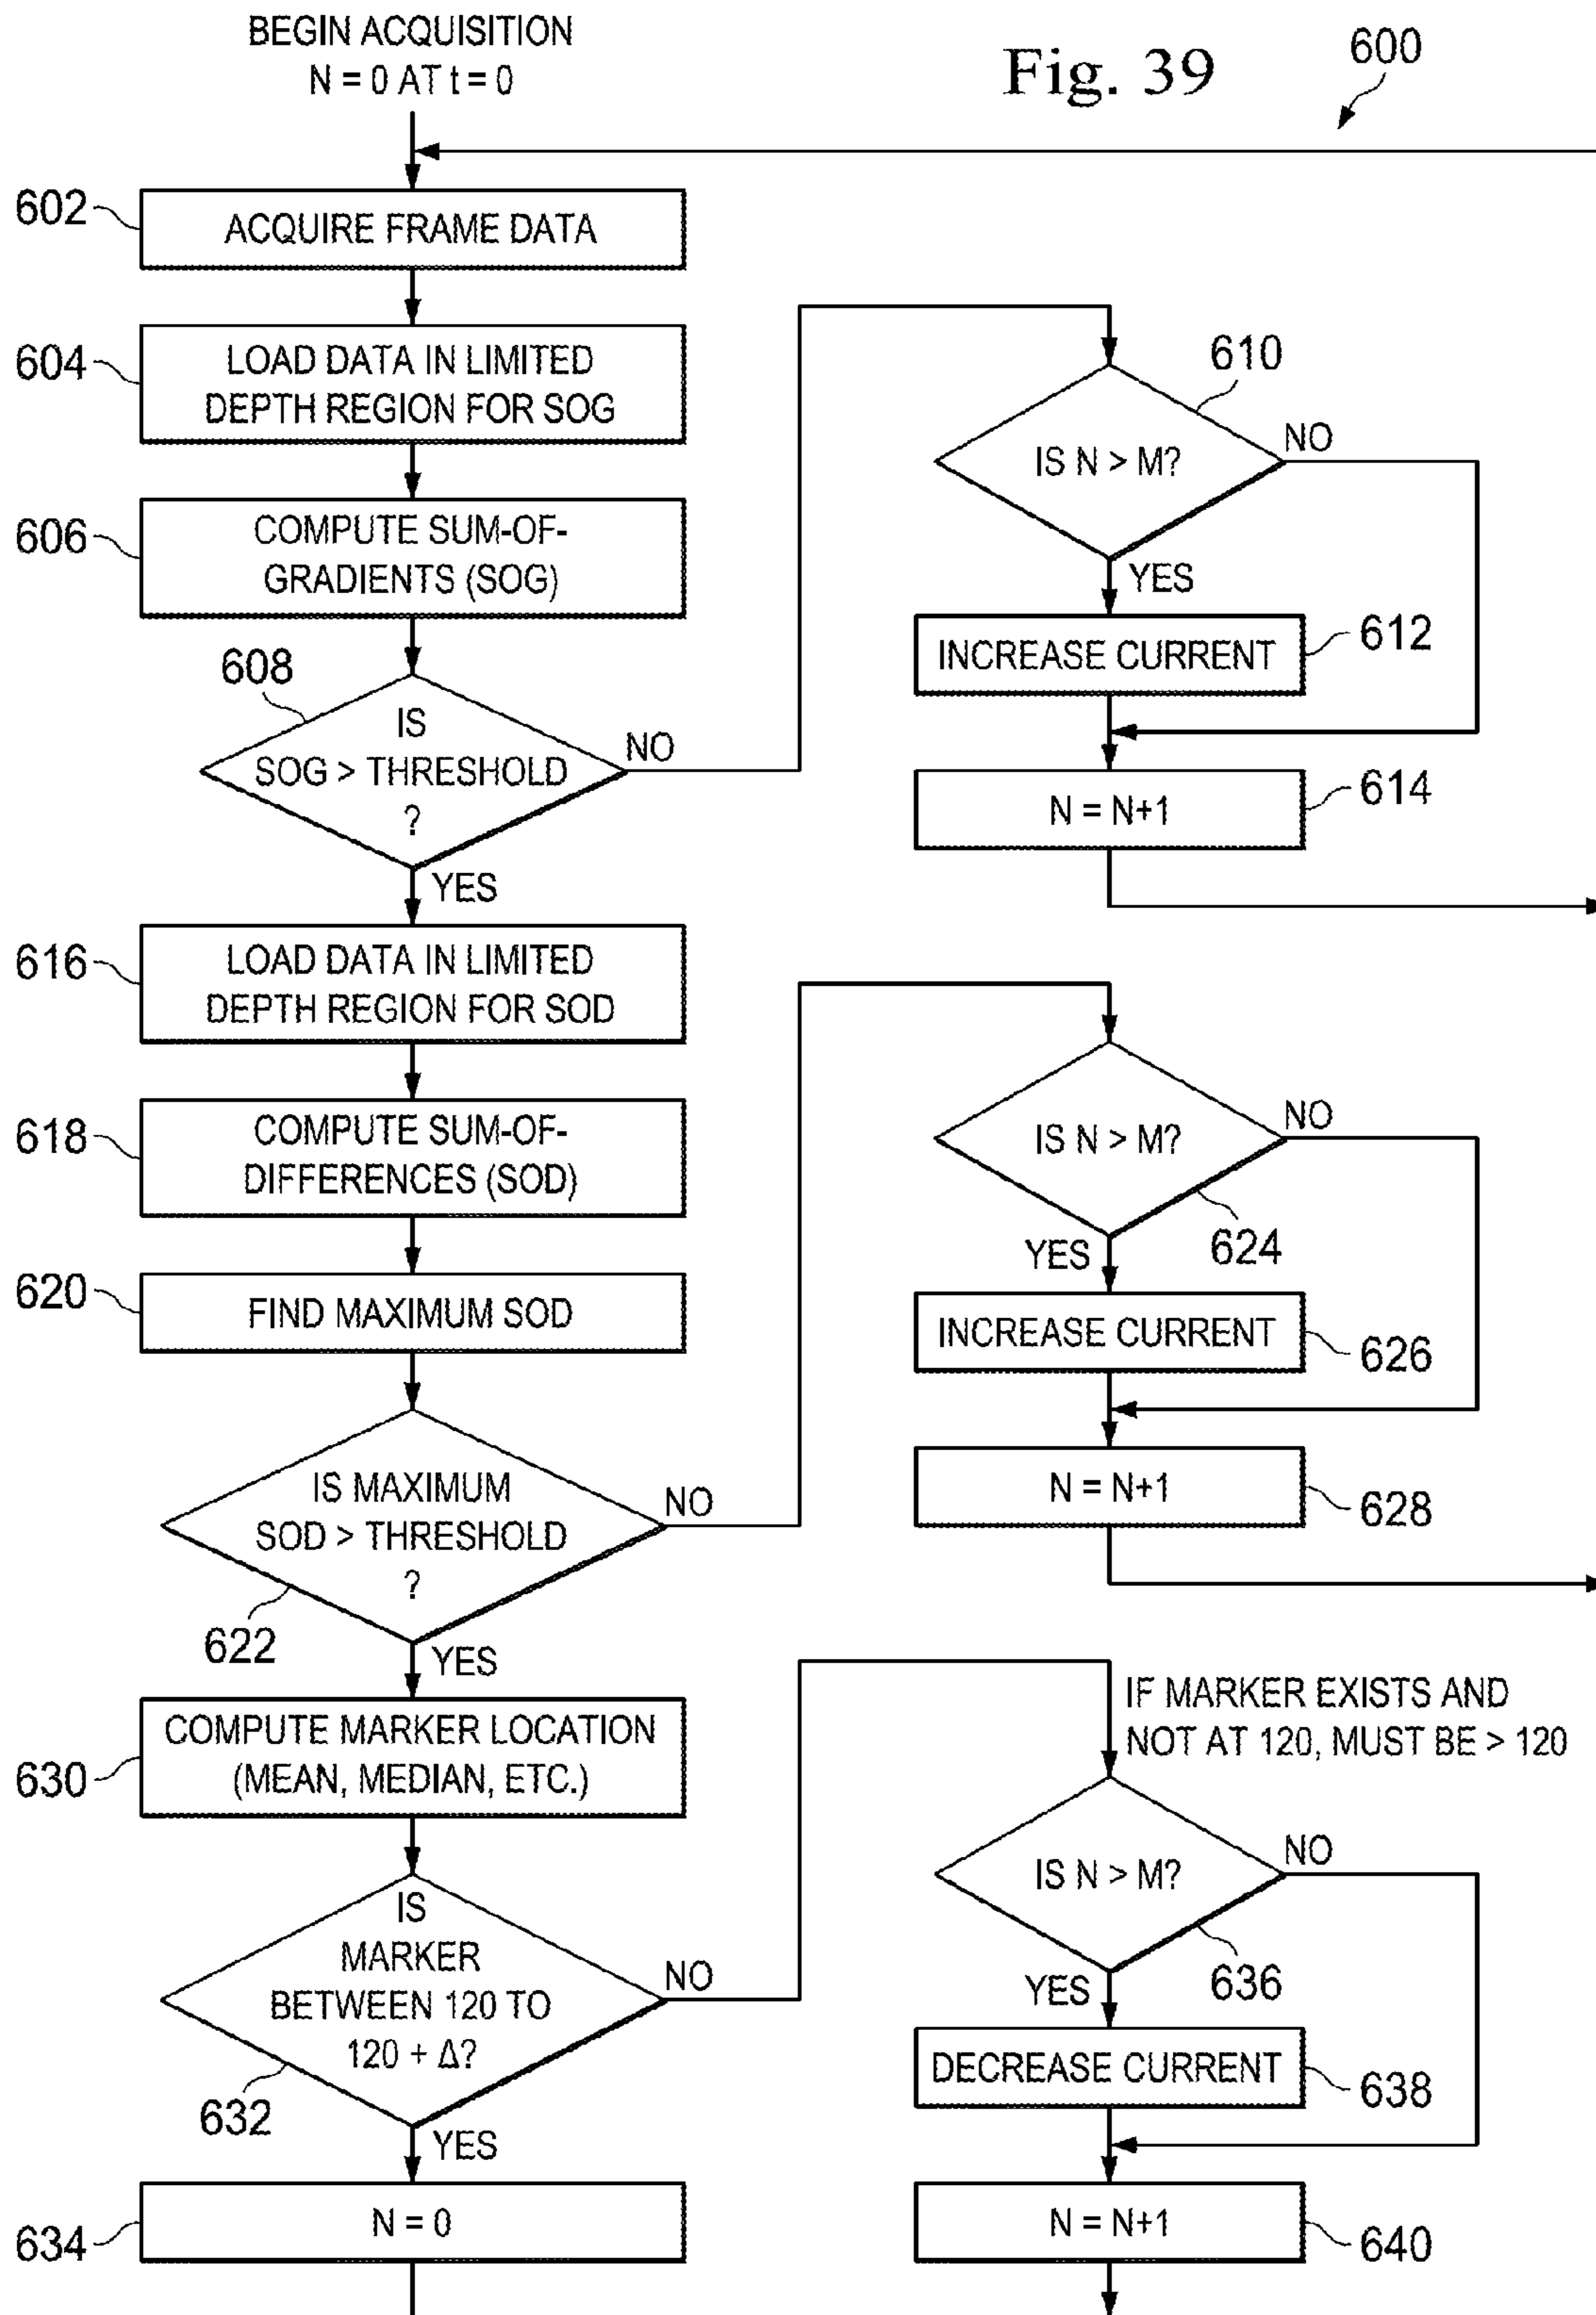 BEGIN ACQUISITION
N = 0 AT t = 0
Fig. 39
600
602
ACQUIRE FRAME DATA
604
LOAD DATA IN LIMITED
DEPTH REGION FOR SOG
606
COMPUTE SUM-OF-
GRADIENTS (SOG)
608
IS
SOG > THRESHOLD
?
NO
YES
610
IS N > M?
NO
YES
INCREASE CURRENT
612
N = N+1
614
616
LOAD DATA IN LIMITED
DEPTH REGION FOR SOD
618
COMPUTE SUM-OF-
DIFFERENCES (SOD)
620
FIND MAXIMUM SOD
IS MAXIMUM
SOD > THRESHOLD
?
NO
622
YES
IS N > M?
NO
624
YES
INCREASE CURRENT
626
N = N+1
628
630
COMPUTE MARKER LOCATION
(MEAN, MEDIAN, ETC.)
IS
MARKER
BETWEEN 120 TO
120 + Δ?
NO
632
YES
634
N = 0
IF MARKER EXISTS AND
NOT AT 120, MUST BE > 120
IS N > M?
NO
636
YES
DECREASE CURRENT
638
N = N+1
640